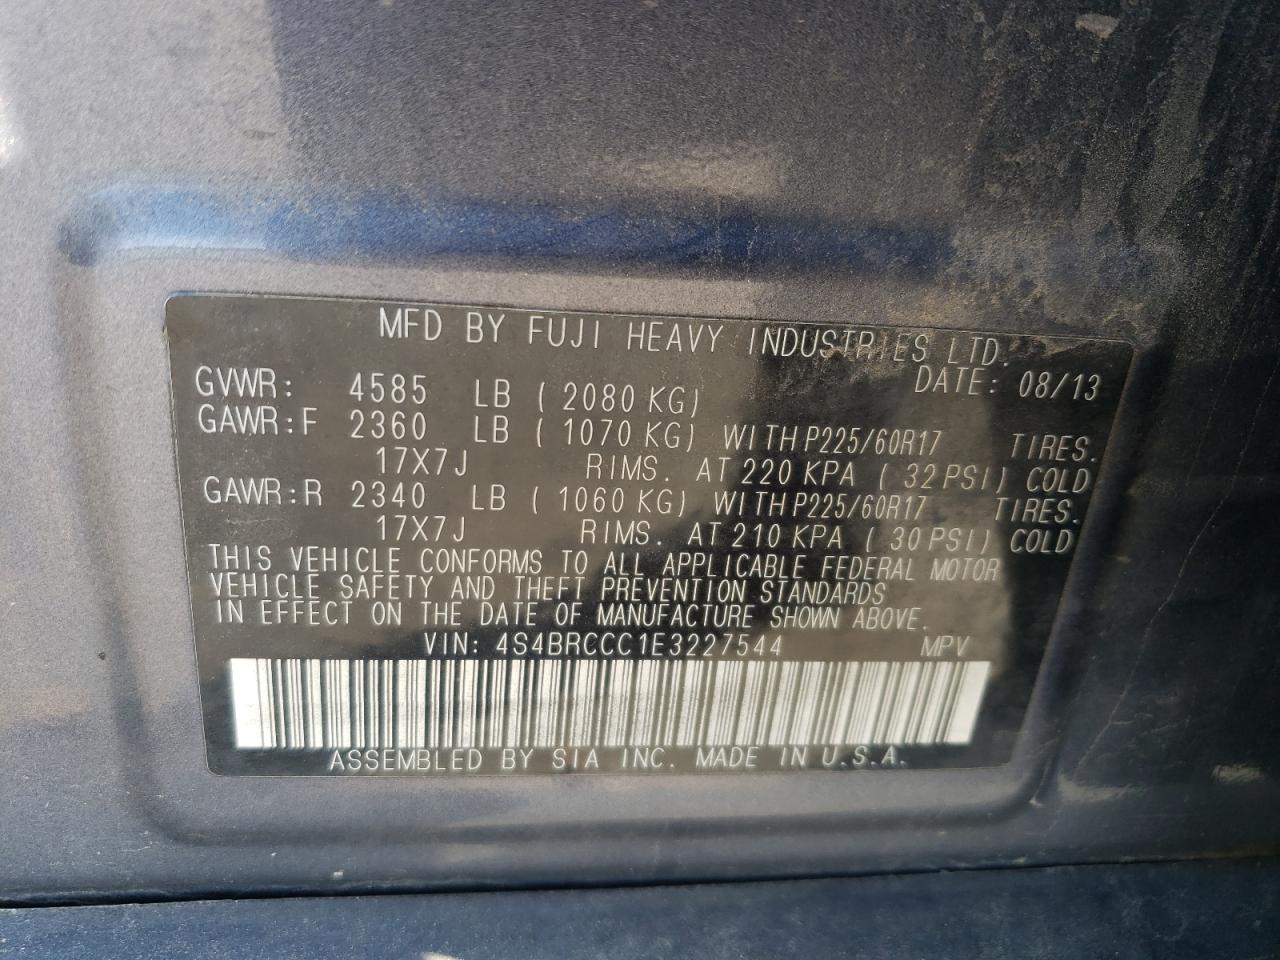 MFD BY FUJI HEAVY INDUSTRIES LTD.
DATE: 08/13
GVWR: 4585 LB ( 2080 KG)
GAWR:F 2360 LB ( 1070 KG) WITH P225/60R17 TIRES.
17X7J RIMS. AT 220 KPA ( 32 PSI) COLD
GAWR:R 2340 LB ( 1060 KG) WITH P225/60R17 TIRES.
17X7J RIMS. AT 210 KPA ( 30 PSI) COLD
THIS VEHICLE CONFORMS TO ALL APPLICABLE FEDERAL MOTOR
VEHICLE SAFETY AND THEFT PREVENTION STANDARDS
IN EFFECT ON THE DATE OF MANUFACTURE SHOWN ABOVE.
VIN: 4S4BRCCC1E3227544 MPV
ASSEMBLED BY SIA INC. MADE IN U.S.A.